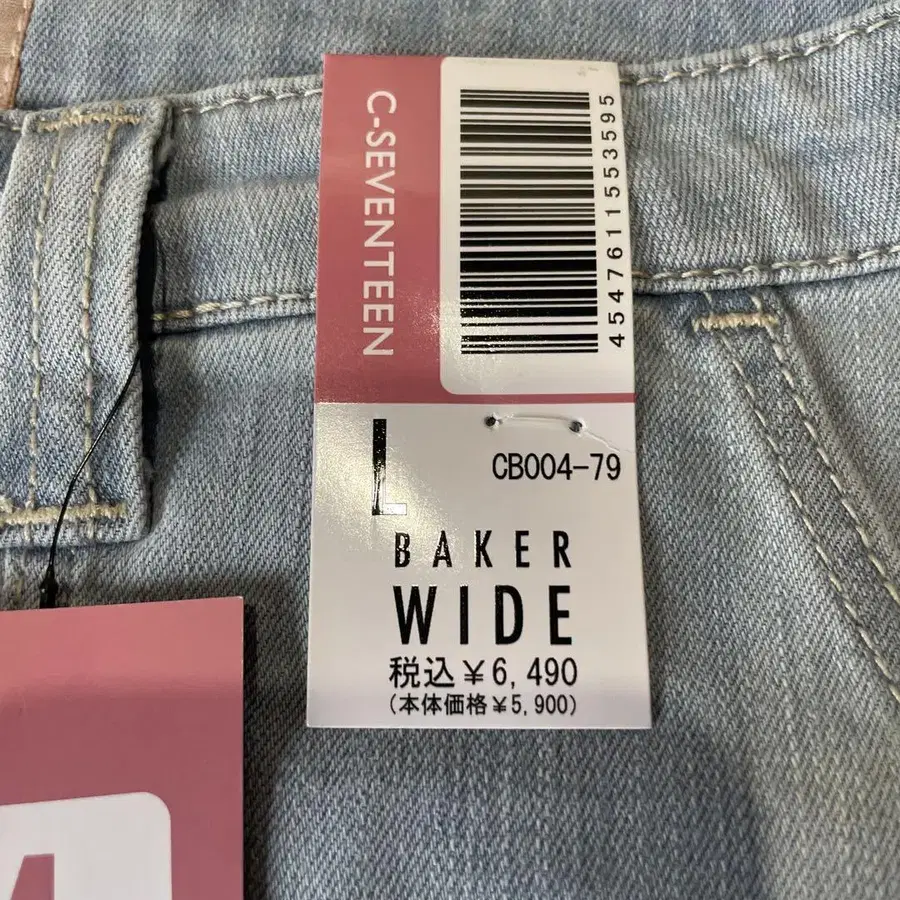 C-SEVENTEEN
4547611553595
L
CB004-79
BAKER
WIDE
税込¥6,490
(本体価格¥5,900)